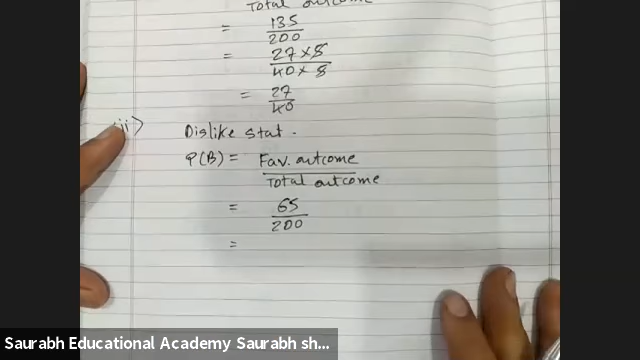 Total outcome
= 135
200
= 27 × 5
40 × 5
= 27
40
ii> Dislike stat.
P(B) = Fav. outcome
Total outcome
= 65
200
=
Saurabh Educational Academy Saurabh sh...